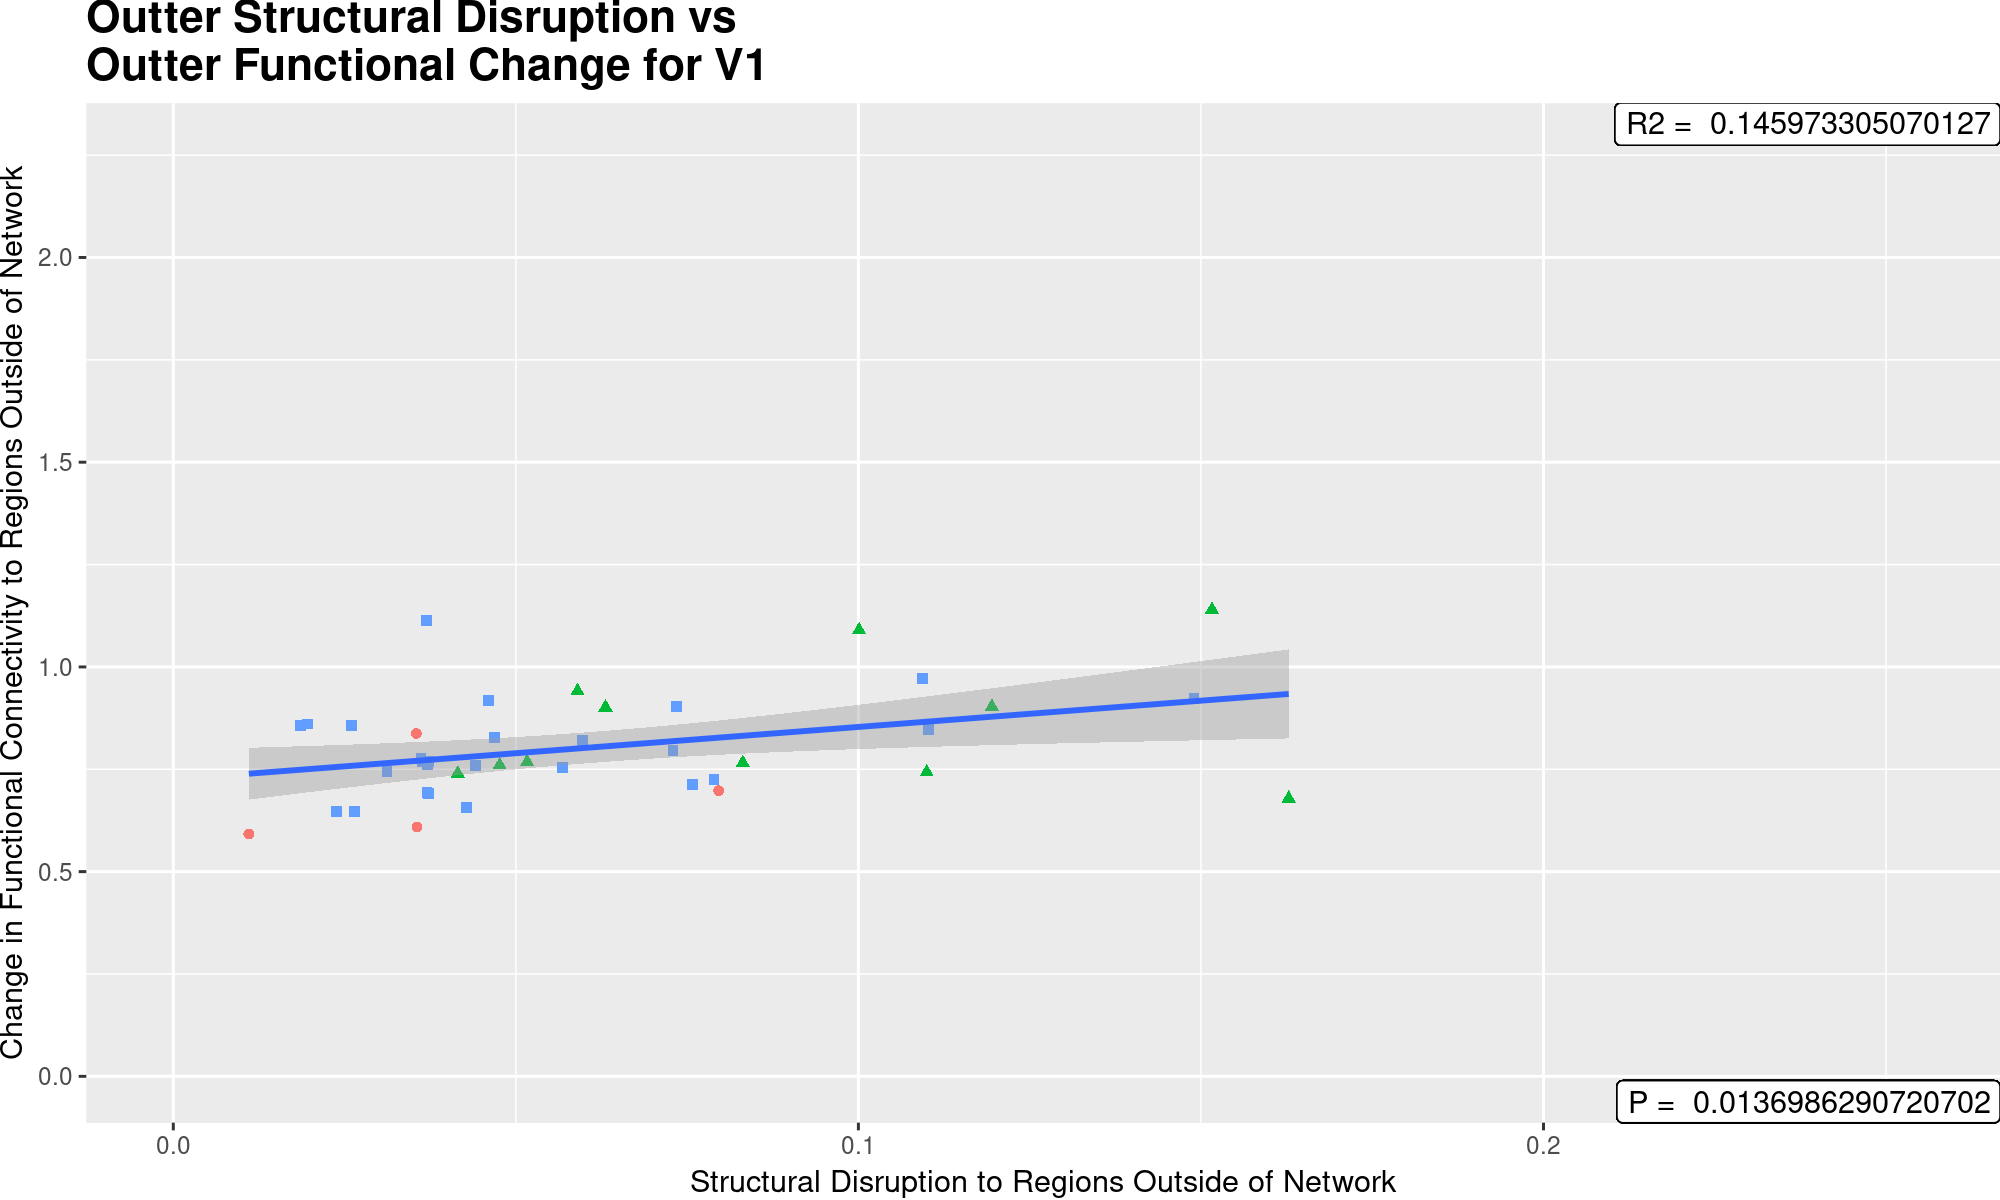 Outter Structural Disruption vs
Outter Functional Change for V1
R2 =  0.145973305070127
Change in Functional Connectivity to Regions Outside of Network
2.0
1.5
1.0
0.5
0.0
P =  0.0136986290720702
0.0
0.1
0.2
Structural Disruption to Regions Outside of Network